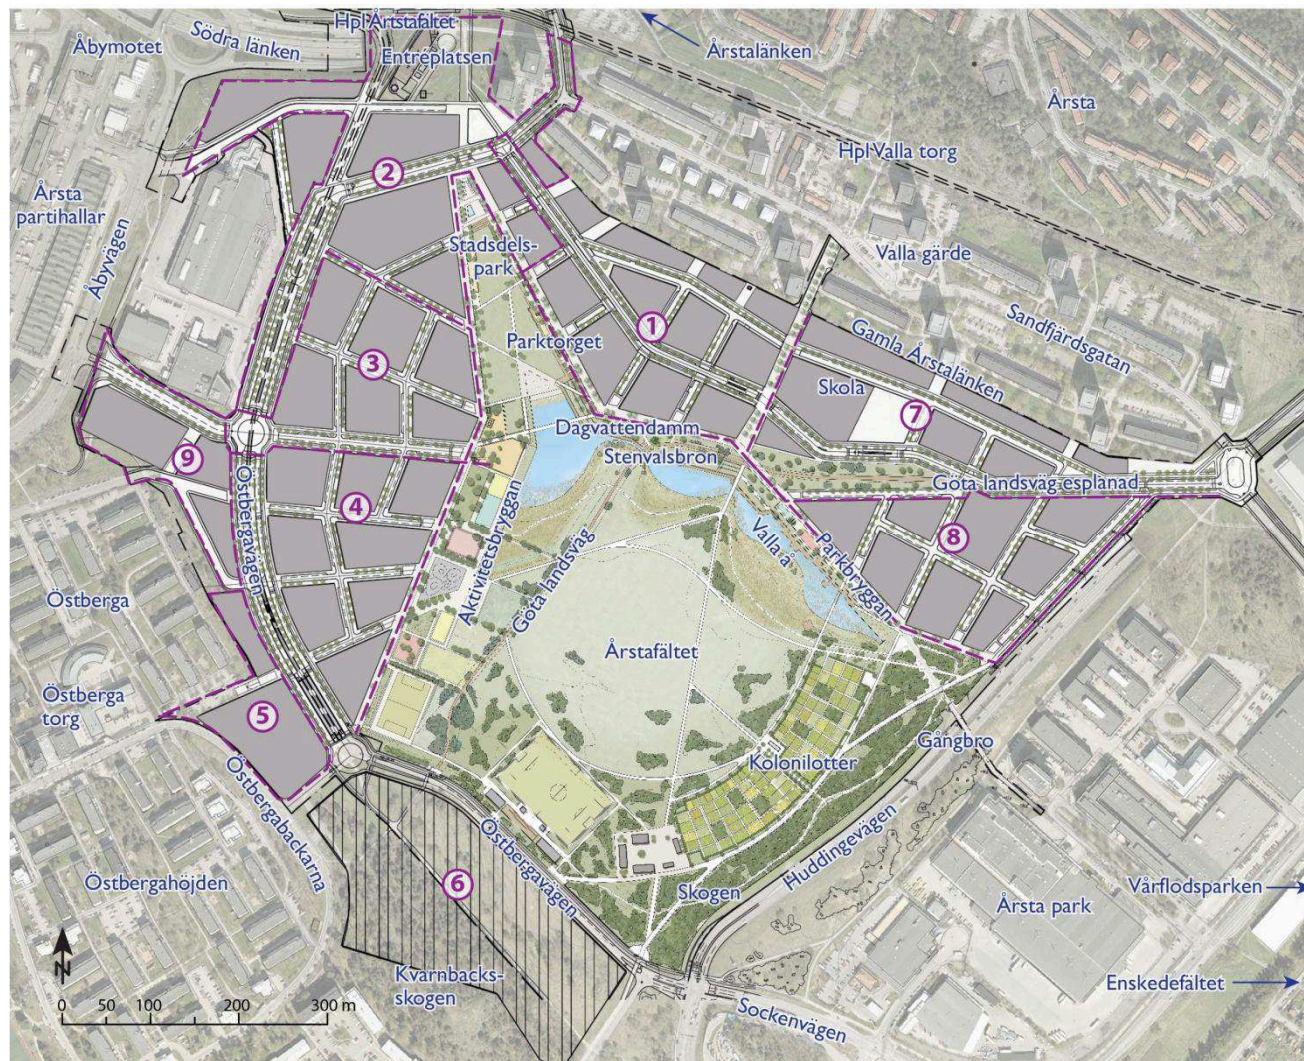 Hpl Årtstafältet
Södra länken
Åbymotet
Entréplatsen
Årstalänken
Årsta
2
Hpl Valla torg
Årsta
partihallar
Åbyvägen
Stadsdels-
park
Valla gärde
1
Sandfjärdsgatan
Gamla Årstalänken
3
Parktorget
Skola
7
Dagvattendamm
Stenvalsbron
9
Göta landsväg esplanad
Östbergavägen
4
Aktivitetsbryggan
Göta landsväg
Valla å
Parkbryggan
8
Östberga
Årstafältet
Östberga
torg
5
Gångbro
Kolonilotter
Östbergabackarna
Östbergavägen
Huddingevägen
Östbergahöjden
6
Skogen
Årsta park
Vårflodsparken
N
Kvarnbacks-
skogen
Enskedefältet
0 50 100 200 300 m
Sockenvägen